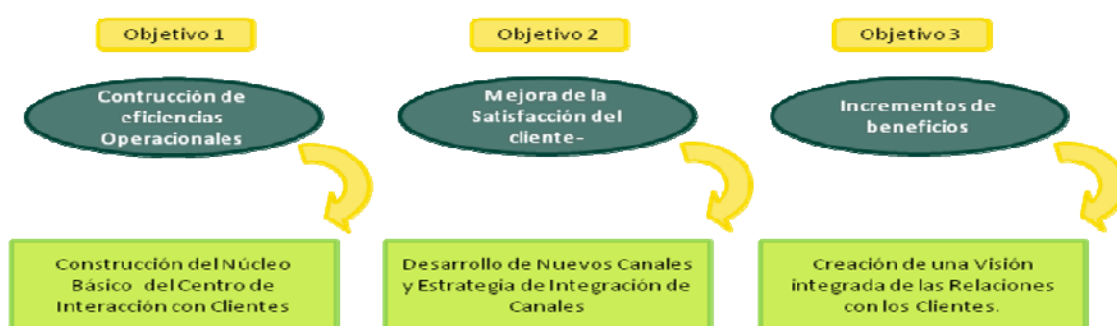 Objetivo 1
Objetivo 2
Objetivo 3
Contrucción de
eficiencias
Operacionales
Mejora de la
Satisfacción del
cliente-
Incrementos de
beneficios
Construcción del Núcleo
Básico del Centro de
Interacción con Clientes
Desarrollo de Nuevos Canales
y Estrategia de Integración de
Canales
Creación de una Visión
integrada de las Relaciones
con los Clientes.